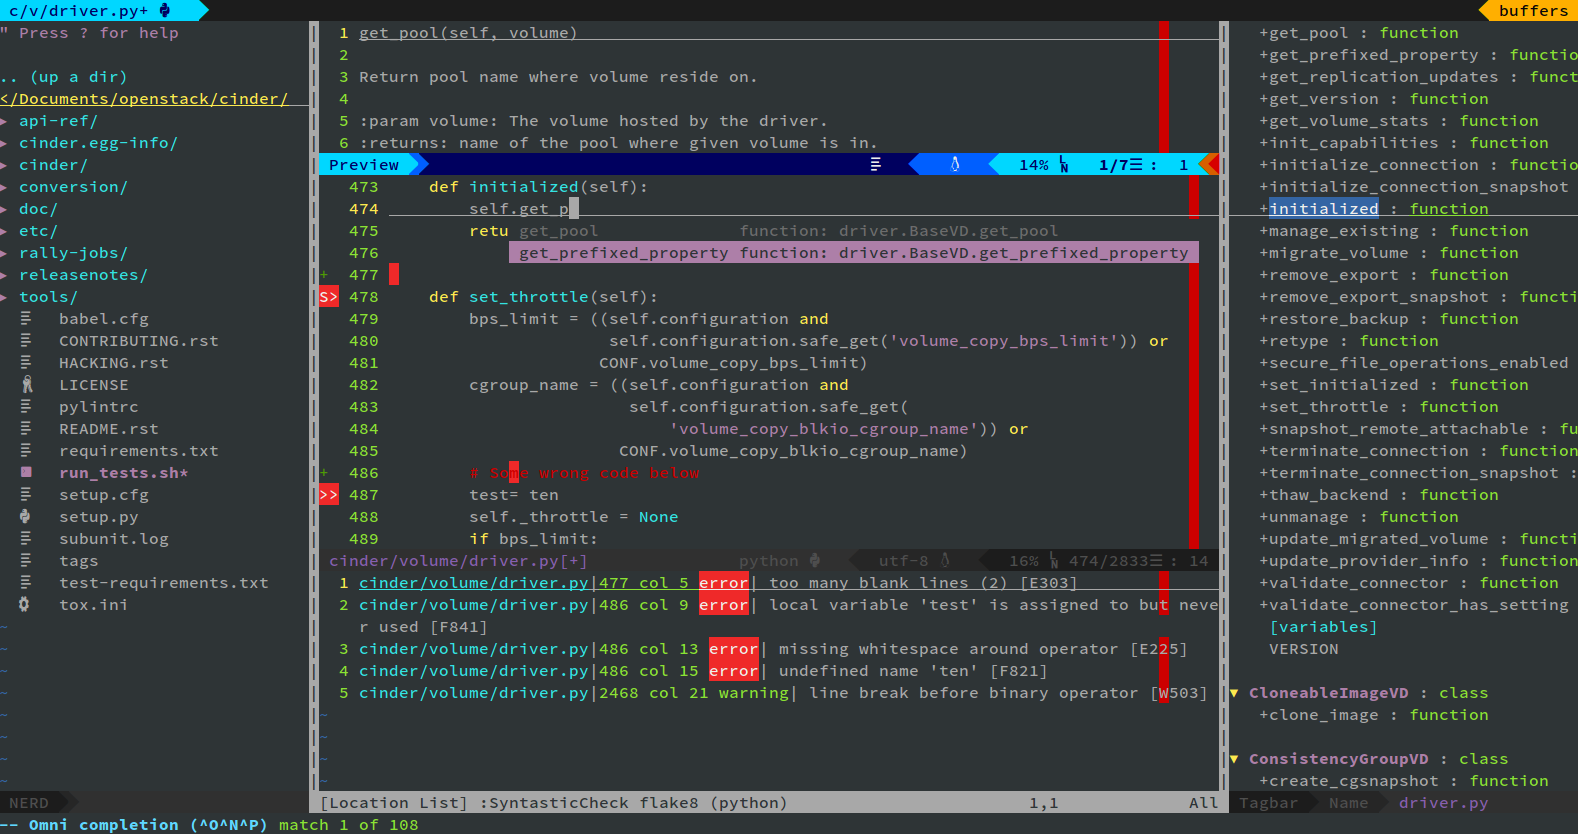 c/v/driver.py+
buffers
" Press ? for help
.. (up a dir)
</Documents/openstack/cinder/
▸ api-ref/
▸ cinder.egg-info/
▸ cinder/
▸ conversion/
▸ doc/
▸ etc/
▸ rally-jobs/
▸ releasenotes/
▸ tools/
babel.cfg
CONTRIBUTING.rst
HACKING.rst
LICENSE
pylintrc
README.rst
requirements.txt
run_tests.sh*
setup.cfg
setup.py
subunit.log
tags
test-requirements.txt
tox.ini
~
~
~
~
~
~
~
~
NERD
1 get_pool(self, volume)
2
3 Return pool name where volume reside on.
4
5 :param volume: The volume hosted by the driver.
6 :returns: name of the pool where given volume is in.
Preview 14% LN 1/7☰ : 1
473 def initialized(self):
474 self.get_p
475 retu get_pool function: driver.BaseVD.get_pool
476 get_prefixed_property function: driver.BaseVD.get_prefixed_property
+ 477
S> 478 def set_throttle(self):
479 bps_limit = ((self.configuration and
480 self.configuration.safe_get('volume_copy_bps_limit')) or
481 CONF.volume_copy_bps_limit)
482 cgroup_name = ((self.configuration and
483 self.configuration.safe_get(
484 'volume_copy_blkio_cgroup_name')) or
485 CONF.volume_copy_blkio_cgroup_name)
+ 486 # Some wrong code below
>> 487 test= ten
488 self._throttle = None
489 if bps_limit:
cinder/volume/driver.py[+] python utf-8 16% LN 474/2833☰ : 14
1 cinder/volume/driver.py|477 col 5 error| too many blank lines (2) [E303]
2 cinder/volume/driver.py|486 col 9 error| local variable 'test' is assigned to but neve
r used [F841]
3 cinder/volume/driver.py|486 col 13 error| missing whitespace around operator [E225]
4 cinder/volume/driver.py|486 col 15 error| undefined name 'ten' [F821]
5 cinder/volume/driver.py|2468 col 21 warning| line break before binary operator [W503]
~
~
~
~
[Location List] :SyntasticCheck flake8 (python) 1,1 All
+get_pool : function
+get_prefixed_property : functio
+get_replication_updates : funct
+get_version : function
+get_volume_stats : function
+init_capabilities : function
+initialize_connection : functio
+initialize_connection_snapshot
+initialized : function
+manage_existing : function
+migrate_volume : function
+remove_export : function
+remove_export_snapshot : functi
+restore_backup : function
+retype : function
+secure_file_operations_enabled
+set_initialized : function
+set_throttle : function
+snapshot_remote_attachable : fu
+terminate_connection : function
+terminate_connection_snapshot :
+thaw_backend : function
+unmanage : function
+update_migrated_volume : functi
+update_provider_info : function
+validate_connector : function
+validate_connector_has_setting
[variables]
VERSION
▼ CloneableImageVD : class
+clone_image : function
▼ ConsistencyGroupVD : class
+create_cgsnapshot : function
Tagbar Name driver.py
-- Omni completion (^O^N^P) match 1 of 108